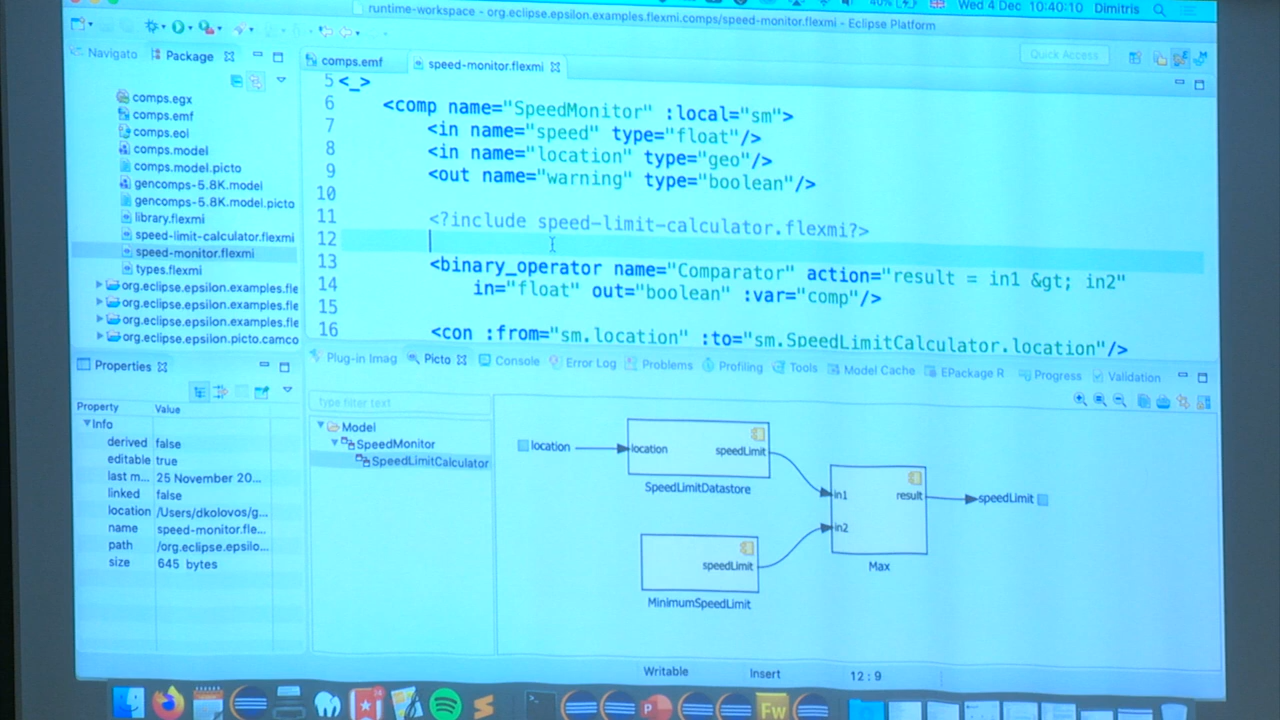 runtime-workspace - org.eclipse.epsilon.examples.flexmi.comps/speed-monitor.flexmi - Eclipse Platform
40%
Wed 4 Dec 10:40:10 Dimitris
Quick Access
Navigato
Package
comps.egx
comps.emf
comps.eol
comps.model
comps.model.picto
gencomps-5.8K.model
gencomps-5.8K.model.picto
library.flexmi
speed-limit-calculator.flexmi
speed-monitor.flexmi
types.flexmi
org.eclipse.epsilon.examples.fle
org.eclipse.epsilon.examples.fle
org.eclipse.epsilon.examples.fle
org.eclipse.epsilon.picto.camco
comps.emf
speed-monitor.flexmi
5 <_>
6 <comp name="SpeedMonitor" :local="sm">
7 <in name="speed" type="float"/>
8 <in name="location" type="geo"/>
9 <out name="warning" type="boolean"/>
10
11 <?include speed-limit-calculator.flexmi?>
12
13 <binary_operator name="Comparator" action="result = in1 &gt; in2"
14 in="float" out="boolean" :var="comp"/>
15
16 <con :from="sm.location" :to="sm.SpeedLimitCalculator.location"/>
Properties
Property Value
Info
derived false
editable true
last m... 25 November 20...
linked false
location /Users/dkolovos/g...
name speed-monitor.fle...
path /org.eclipse.epsilo...
size 645 bytes
Plug-in Imag Picto Console Error Log Problems Profiling Tools Model Cache EPackage R Progress Validation
type filter text
Model
SpeedMonitor
SpeedLimitCalculator
location
location
speedLimit
SpeedLimitDatastore
speedLimit
MinimumSpeedLimit
in1
in2
result
Max
speedLimit
Writable
Insert
12 : 9
Fw